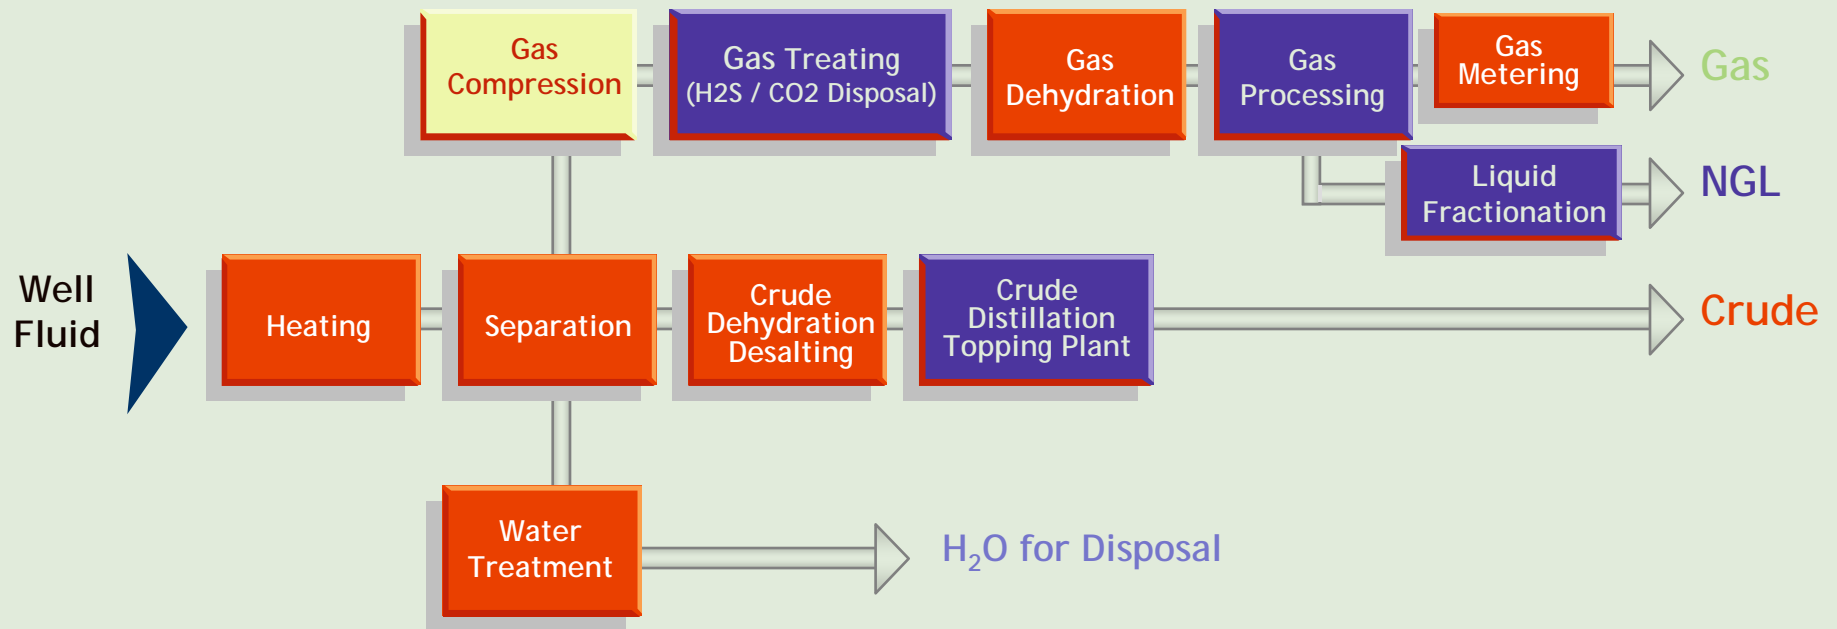 Gas
Compression
Gas Treating
(H2S / CO2 Disposal)
Gas
Dehydration
Gas
Processing
Gas
Metering
Gas
Liquid
Fractionation
NGL
Well
Fluid
Heating
Separation
Crude
Dehydration
Desalting
Crude
Distillation
Topping Plant
Crude
Water
Treatment
H₂O for Disposal